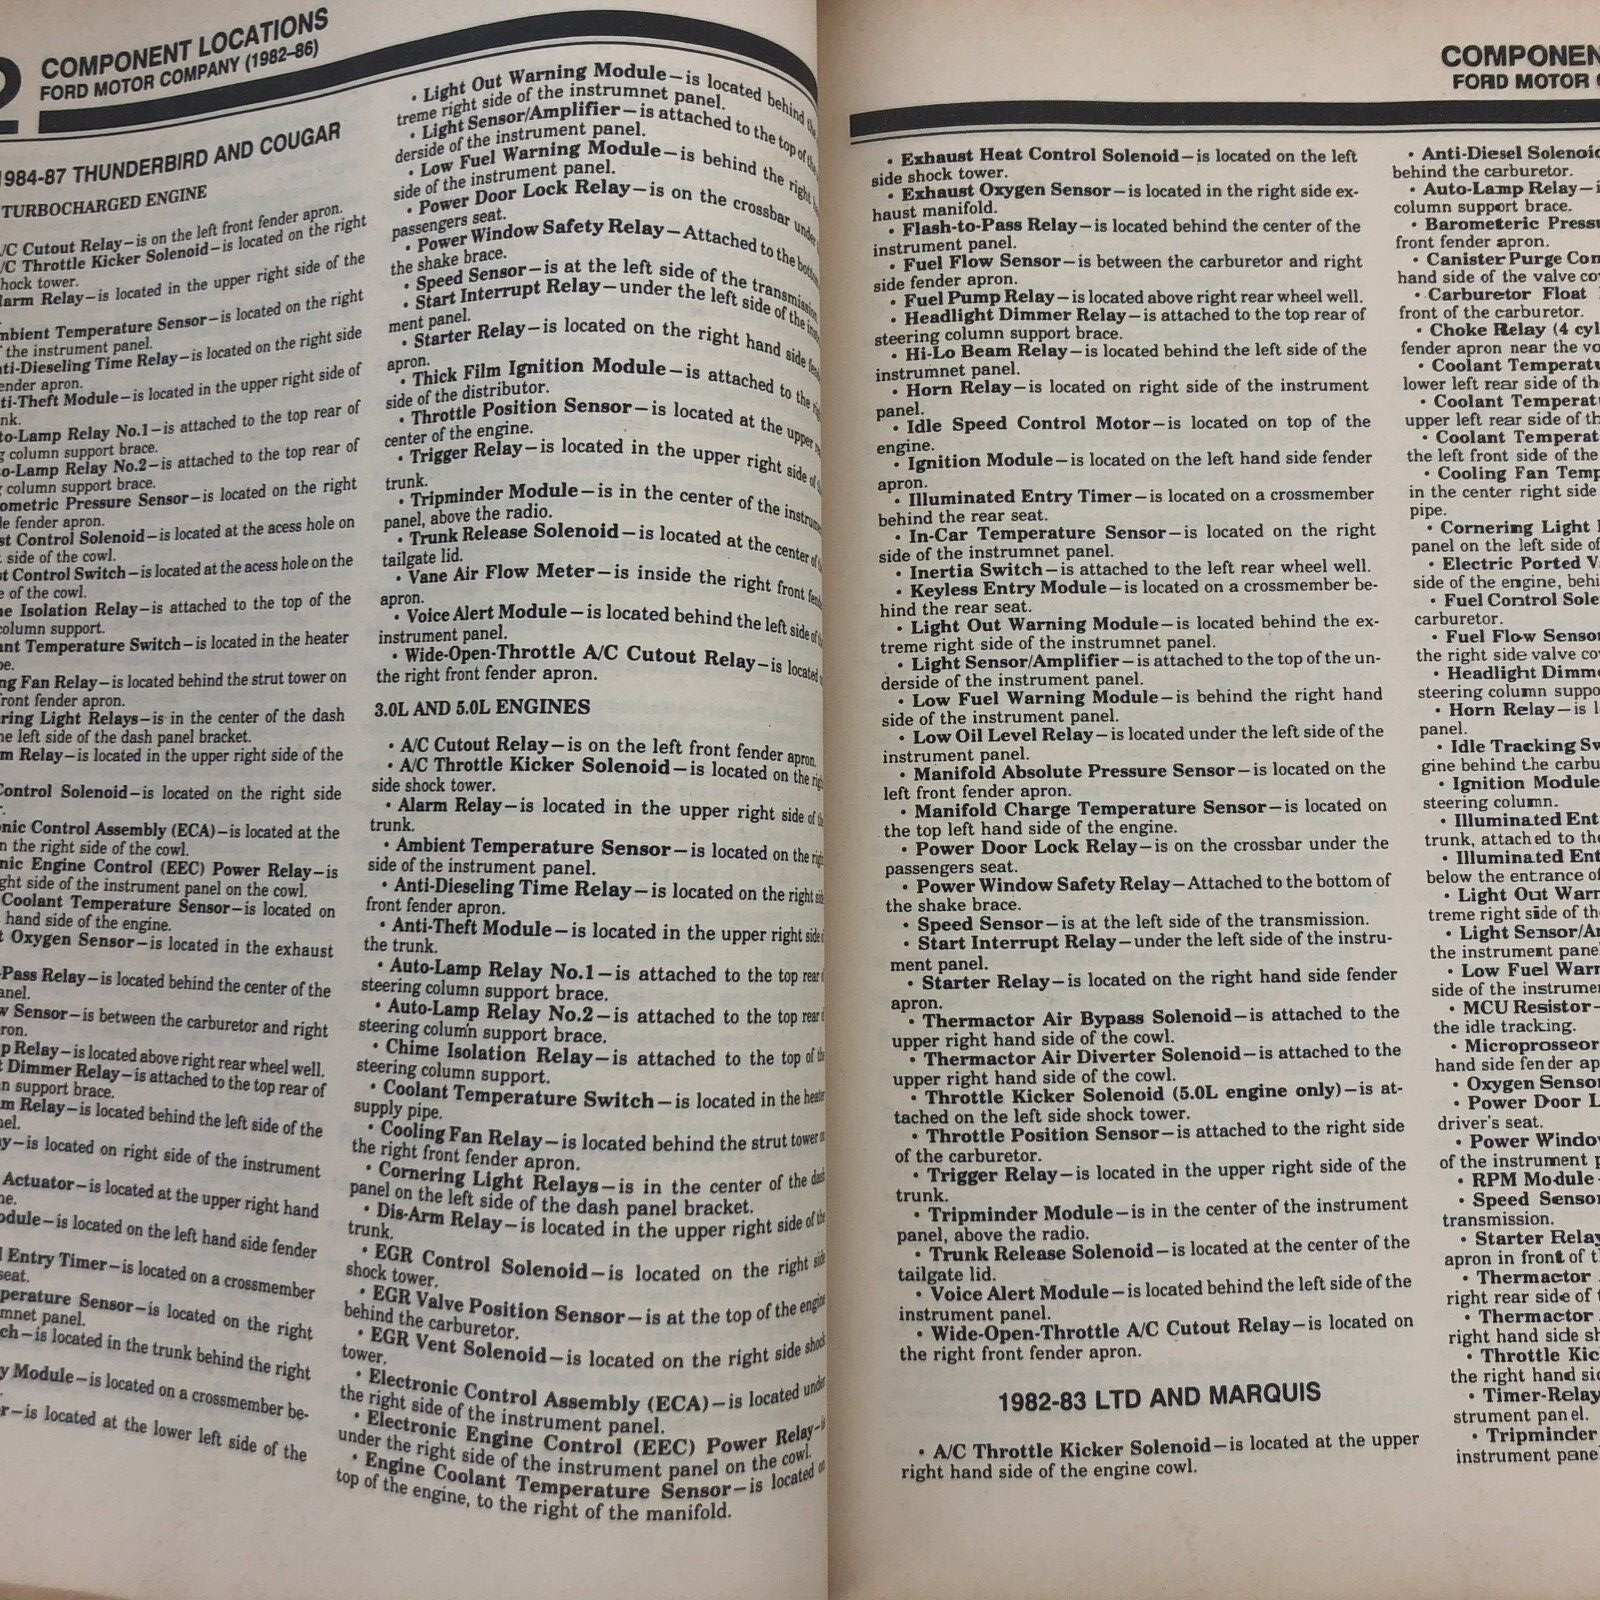 2
COMPONENT LOCATIONS
FORD MOTOR COMPANY (1982–86)
1984-87 THUNDERBIRD AND COUGAR
TURBOCHARGED ENGINE
A/C Cutout Relay—is on the left front fender apron.
A/C Throttle Kicker Solenoid—is located on the right
shock tower.
Alarm Relay—is located in the upper right side of the
Ambient Temperature Sensor—is located on the right
of the instrument panel.
Anti-Dieseling Time Relay—is located on the right side
fender apron.
Anti-Theft Module—is located in the upper right side of
Auto-Lamp Relay No.1—is attached to the top rear of
column support brace.
Auto-Lamp Relay No.2—is attached to the top rear of
column support brace.
Barometric Pressure Sensor—is located on the right
fender apron.
Control Solenoid—is located at the acess hole on
side of the cowl.
Control Switch—is located at the acess hole on the
of the cowl.
Isolation Relay—is attached to the top of the
column support.
Temperature Switch—is located in the heater
Fan Relay—is located behind the strut tower on
front fender apron.
Light Relays—is in the center of the dash
left side of the dash panel bracket.
Relay—is located in the upper right side of the
Control Solenoid—is located on the right side
Control Assembly (ECA)—is located at the
the right side of the cowl.
Engine Control (EEC) Power Relay—is
side of the instrument panel on the cowl.
Coolant Temperature Sensor—is located on
hand side of the engine.
Oxygen Sensor—is located in the exhaust
-Pass Relay—is located behind the center of the
Sensor—is between the carburetor and right
Relay—is located above right rear wheel well.
Dimmer Relay—is attached to the top rear of
support brace.
Relay—is located behind the left side of the
—is located on right side of the instrument
Actuator—is located at the upper right hand
—is located on the left hand side fender
Entry Timer—is located on a crossmember
seat.
Sensor—is located on the right
panel.
—is located in the trunk behind the right
Module—is located on a crossmember be-
—is located at the lower left side of the
• Light Out Warning Module—is located behind the
treme right side of the instrumnet panel.
• Light Sensor/Amplifier—is attached to the top of the
derside of the instrument panel.
• Low Fuel Warning Module—is behind the right
side of the instrument panel.
• Power Door Lock Relay—is on the crossbar under
passengers seat.
• Power Window Safety Relay—Attached to the bottom
the shake brace.
• Speed Sensor—is at the left side of the transmission.
• Start Interrupt Relay—under the left side of the
ment panel.
• Starter Relay—is located on the right hand side
apron.
• Thick Film Ignition Module—is attached to the
side of the distributor.
• Throttle Position Sensor—is located at the upper
center of the engine.
• Trigger Relay—is located in the upper right side of
trunk.
• Tripminder Module—is in the center of the
panel, above the radio.
• Trunk Release Solenoid—is located at the center of
tailgate lid.
• Vane Air Flow Meter—is inside the right front
apron.
• Voice Alert Module—is located behind the left side of
instrument panel.
• Wide-Open-Throttle A/C Cutout Relay—is located
the right front fender apron.
3.0L AND 5.0L ENGINES
• A/C Cutout Relay—is on the left front fender apron.
• A/C Throttle Kicker Solenoid—is located on the
side shock tower.
• Alarm Relay—is located in the upper right side of
trunk.
• Ambient Temperature Sensor—is located on the
side of the instrument panel.
• Anti-Dieseling Time Relay—is located on the right
front fender apron.
• Anti-Theft Module—is located in the upper right side
the trunk.
• Auto-Lamp Relay No.1—is attached to the top rear
steering column support brace.
• Auto-Lamp Relay No.2—is attached to the top rear
steering column support brace.
• Chime Isolation Relay—is attached to the top of the
steering column support.
• Coolant Temperature Switch—is located in the heater
supply pipe.
• Cooling Fan Relay—is located behind the strut tower
the right front fender apron.
• Cornering Light Relays—is in the center of the dash
panel on the left side of the dash panel bracket.
• Dis-Arm Relay—is located in the upper right side of the
trunk.
• EGR Control Solenoid—is located on the right side
shock tower.
• EGR Valve Position Sensor—is at the top of the engine
behind the carburetor.
• EGR Vent Solenoid—is located on the right side shock
tower.
• Electronic Control Assembly (ECA)—is located under
the right side of the instrument panel.
• Electronic Engine Control (EEC) Power Relay—is
under the right side of the instrument panel on the cowl.
• Engine Coolant Temperature Sensor—is located on
top of the engine, to the right of the manifold.
COMPONEN
FORD MOTOR
• Exhaust Heat Control Solenoid—is located on the left
side shock tower.
• Exhaust Oxygen Sensor—is located in the right side ex-
haust manifold.
• Flash-to-Pass Relay—is located behind the center of the
instrument panel.
• Fuel Flow Sensor—is between the carburetor and right
side fender apron.
• Fuel Pump Relay—is located above right rear wheel well.
• Headlight Dimmer Relay—is attached to the top rear of
steering column support brace.
• Hi-Lo Beam Relay—is located behind the left side of the
instrumnet panel.
• Horn Relay—is located on right side of the instrument
panel.
• Idle Speed Control Motor—is located on top of the
engine.
• Ignition Module—is located on the left hand side fender
apron.
• Illuminated Entry Timer—is located on a crossmember
behind the rear seat.
• In-Car Temperature Sensor—is located on the right
side of the instrumnet panel.
• Inertia Switch—is attached to the left rear wheel well.
• Keyless Entry Module—is located on a crossmember be-
hind the rear seat.
• Light Out Warning Module—is located behind the ex-
treme right side of the instrumnet panel.
• Light Sensor/Amplifier—is attached to the top of the un-
derside of the instrument panel.
• Low Fuel Warning Module—is behind the right hand
side of the instrument panel.
• Low Oil Level Relay—is located under the left side of the
instrument panel.
• Manifold Absolute Pressure Sensor—is located on the
left front fender apron.
• Manifold Charge Temperature Sensor—is located on
the top left hand side of the engine.
• Power Door Lock Relay—is on the crossbar under the
passengers seat.
• Power Window Safety Relay—Attached to the bottom of
the shake brace.
• Speed Sensor—is at the left side of the transmission.
• Start Interrupt Relay—under the left side of the instru-
ment panel.
• Starter Relay—is located on the right hand side fender
apron.
• Thermactor Air Bypass Solenoid—is attached to the
upper right hand side of the cowl.
• Thermactor Air Diverter Solenoid—is attached to the
upper right hand side of the cowl.
• Throttle Kicker Solenoid (5.0L engine only)—is at-
tached on the left side shock tower.
• Throttle Position Sensor—is attached to the right side
of the carburetor.
• Trigger Relay—is located in the upper right side of the
trunk.
• Tripminder Module—is in the center of the instrument
panel, above the radio.
• Trunk Release Solenoid—is located at the center of the
tailgate lid.
• Voice Alert Module—is located behind the left side of the
instrument panel.
• Wide-Open-Throttle A/C Cutout Relay—is located on
the right front fender apron.
1982-83 LTD AND MARQUIS
• A/C Throttle Kicker Solenoid—is located at the upper
right hand side of the engine cowl.
• Anti-Diesel Solenoid
behind the carburetor.
• Auto-Lamp Relay—
column support brace.
• Barometric
front fender apron.
• Canister Purge
hand side of the valve
• Carburetor Float
front of the carburetor.
• Choke Relay (4
fender apron near the
• Coolant
lower left rear side of the
• Coolant
upper left rear side of the
• Coolant
the left front side of the
• Cooling Fan
in the center right side
pipe.
• Cornering Light
panel on the left side of
• Electric Ported
side of the engine,
• Fuel Control
carburetor.
• Fuel Flow Sensor
the right side valve
• Headlight
steering column
• Horn Relay—is
panel.
• Idle Tracking
gine behind the
• Ignition Module
steering column.
• Illuminated
trunk, attached to the
• Illuminated
below the entrance of
• Light Out
treme right side of the
• Light
the instrument
• Low Fuel
side of the
• MCU Resistor—
the idle tracking.
• Microprosseor
hand side fender
• Oxygen Sensor
• Power Door
driver's seat.
• Power
of the instrument
• RPM Module
• Speed Sensor
transmission.
• Starter Relay
apron in front of
• Thermactor
right rear side of
• Thermactor
right hand side
• Throttle
the right hand
• Timer-Relay
strument panel.
• Tripminder
instrument